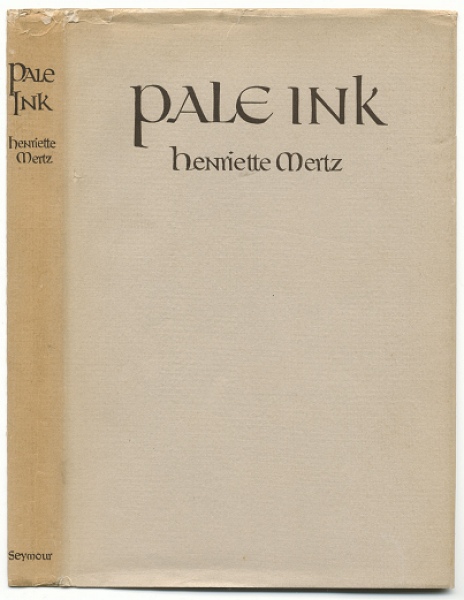 Pale
Ink
henriette
Mertz
Seymour
pale ink
henriette Mertz